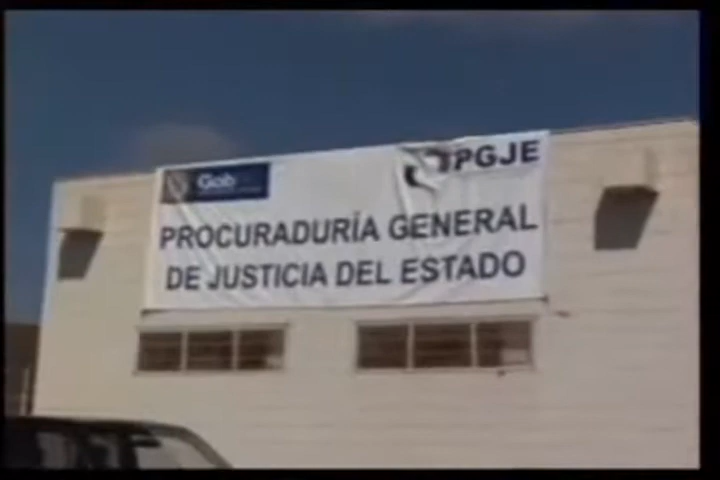 Gob
PGJE
PROCURADURÍA GENERAL
DE JUSTICIA DEL ESTADO